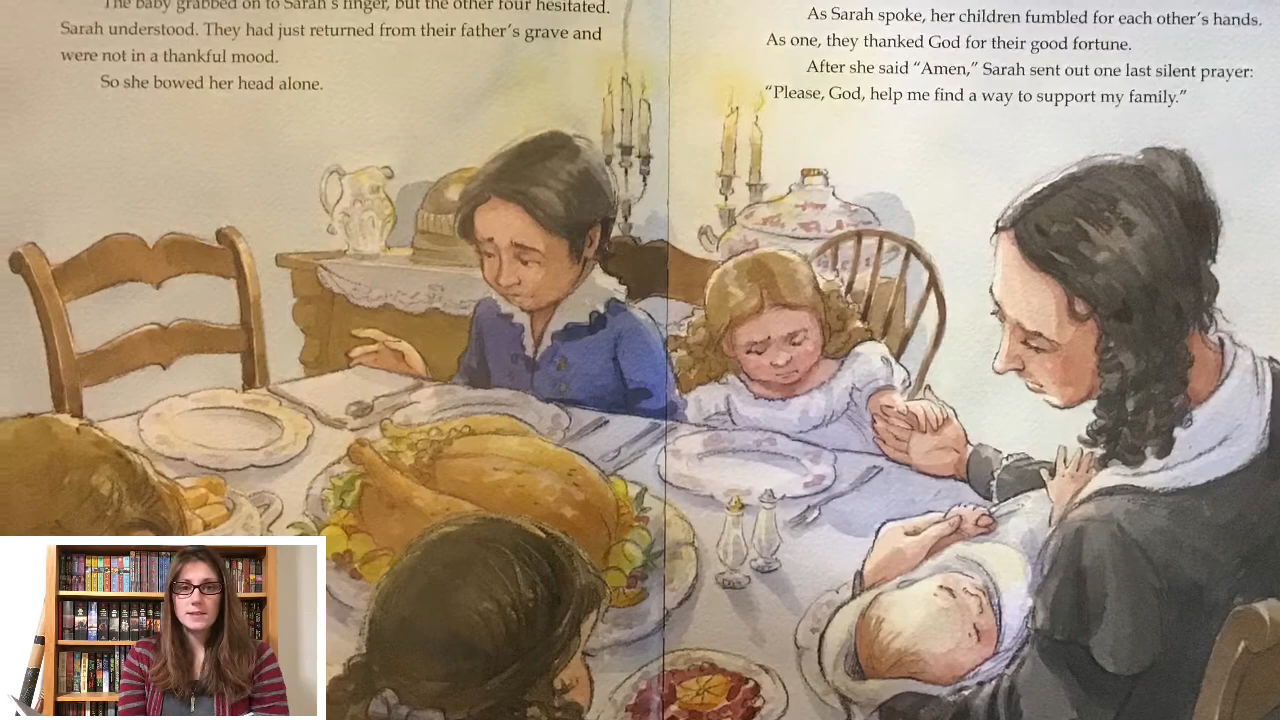 The baby grabbed on to Sarah's finger, but the other four hesitated.
Sarah understood. They had just returned from their father's grave and
were not in a thankful mood.
So she bowed her head alone.
As Sarah spoke, her children fumbled for each other's hands.
As one, they thanked God for their good fortune.
After she said “Amen,” Sarah sent out one last silent prayer:
“Please, God, help me find a way to support my family.”